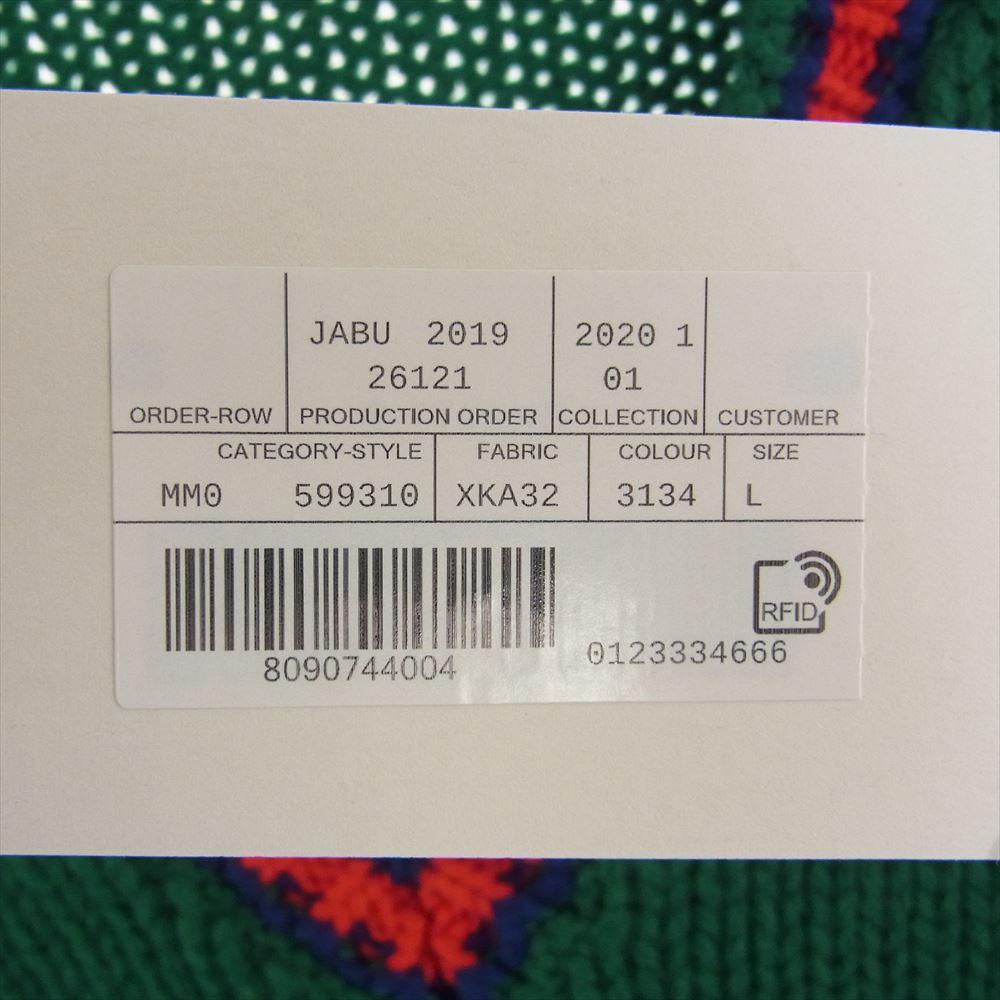 JABU 2019 2020 1
26121 01
ORDER-ROW PRODUCTION ORDER COLLECTION CUSTOMER
CATEGORY-STYLE FABRIC COLOUR SIZE
MM0 599310 XKA32 3134 L
RFID
8090744004 0123334666